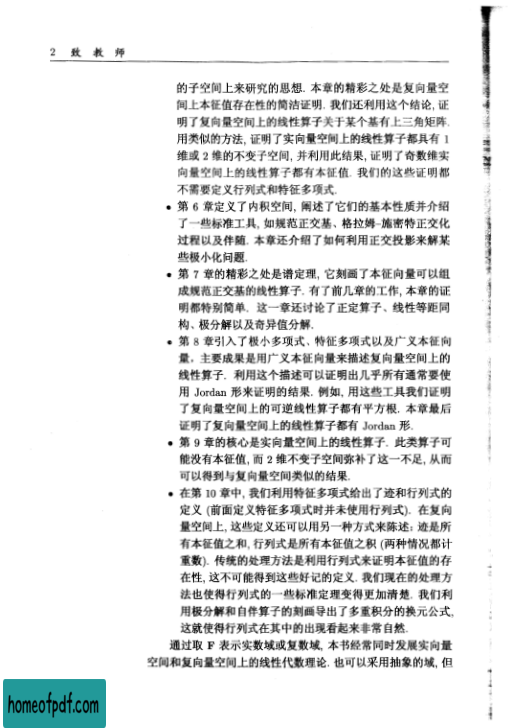 2 致 教 师
的子空间上来研究的思想. 本章的精彩之处是复向量空
间上本征值存在性的简洁证明. 我们还利用这个结论, 证
明了复向量空间上的线性算子关于某个基有上三角矩阵.
用类似的方法, 证明了实向量空间上的线性算子都具有 1
维或 2 维的不变子空间, 并利用此结果, 证明了奇数维实
向量空间上的线性算子都有本征值. 我们的这些证明都
不需要定义行列式和特征多项式.
• 第 6 章定义了内积空间, 阐述了它们的基本性质并介绍
了一些标准工具, 如规范正交基、格拉姆–施密特正交化
过程以及伴随. 本章还介绍了如何利用正交投影来解某
些极小化问题.
• 第 7 章的精彩之处是谱定理, 它刻画了本征向量可以组
成规范正交基的线性算子. 有了前几章的工作, 本章的证
明都特别简单. 这一章还讨论了正定算子、线性等距同
构、极分解以及奇异值分解.
• 第 8 章引入了极小多项式、特征多项式以及广义本征向
量. 主要成果是用广义本征向量来描述复向量空间上的
线性算子. 利用这个描述可以证明出几乎所有通常要使
用 Jordan 形来证明的结果. 例如, 用这些工具我们证明
了复向量空间上的可逆线性算子都有平方根. 本章最后
证明了复向量空间上的线性算子都有 Jordan 形.
• 第 9 章的核心是实向量空间上的线性算子. 此类算子可
能没有本征值, 而 2 维不变子空间弥补了这一不足, 从而
可以得到与复向量空间类似的结果.
• 在第 10 章中, 我们利用特征多项式给出了迹和行列式的
定义 (前面定义特征多项式时并未使用行列式). 在复向
量空间上, 这些定义还可以用另一种方式来陈述: 迹是所
有本征值之和, 行列式是所有本征值之积 (两种情况都计
重数). 传统的处理方法是利用行列式来证明本征值的存
在性, 这不可能得到这些好记的定义. 我们现在的处理方
法也使得行列式的一些标准定理变得更加清楚. 我们利
用极分解和自伴算子的刻画导出了多重积分的换元公式,
这就使得行列式在其中的出现看起来非常自然.
通过取 F 表示实数域或复数域, 本书经常同时发展实向量
空间和复向量空间上的线性代数理论. 也可以采用抽象的域, 但
homeofpdf.com